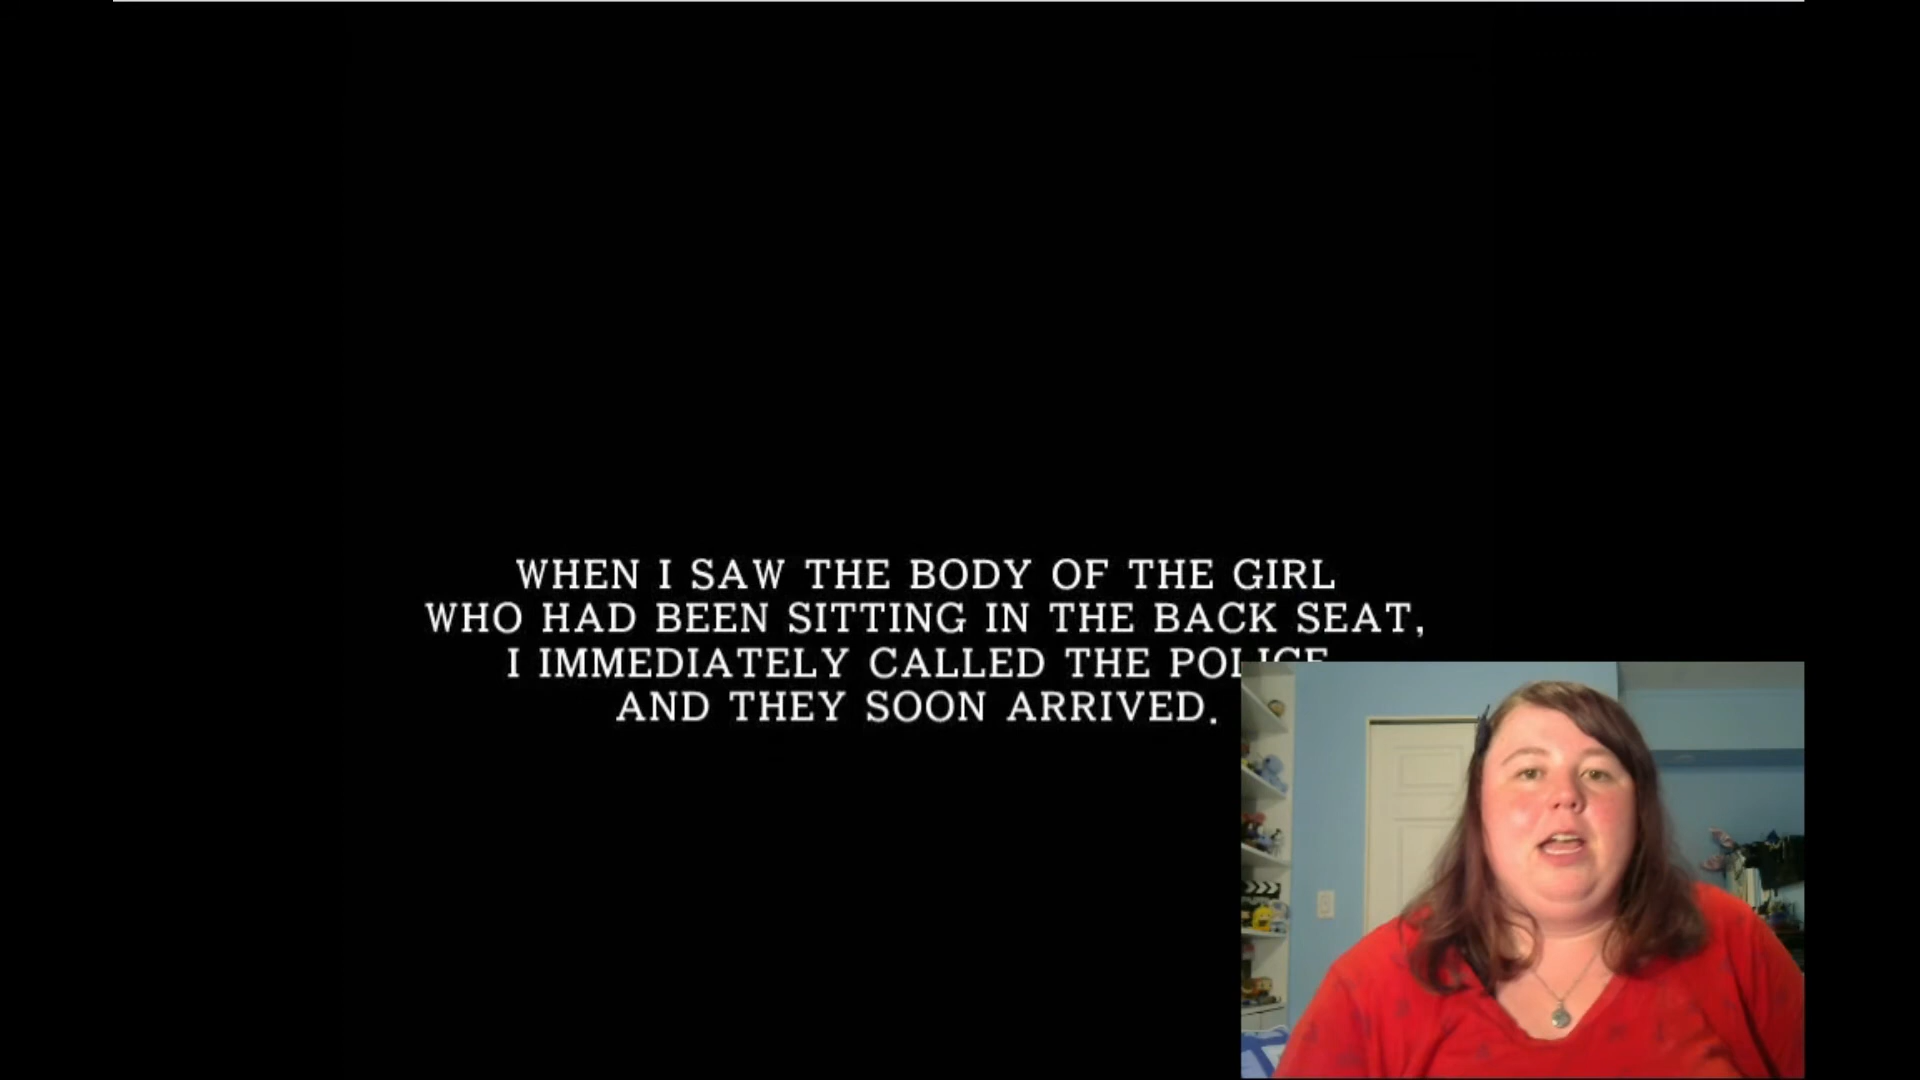 WHEN I SAW THE BODY OF THE GIRL
WHO HAD BEEN SITTING IN THE BACK SEAT,
I IMMEDIATELY CALLED THE POLICE
AND THEY SOON ARRIVED.